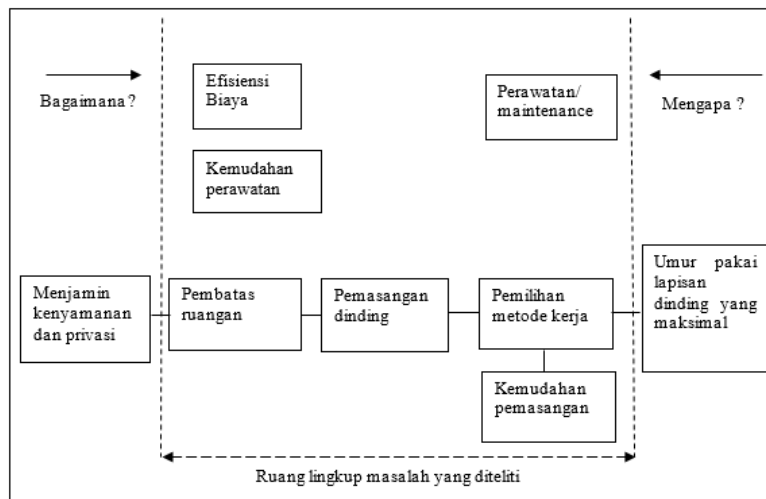 Bagaimana ?
Efisiensi
Biaya
Perawatan/
maintenance
Mengapa ?
Kemudahan
perawatan
Menjamin
kenyamanan
dan privasi
Pembatas
ruangan
Pemasangan
dinding
Pemilihan
metode kerja
Umur pakai
lapisan
dinding yang
maksimal
Kemudahan
pemasangan
Ruang lingkup masalah yang diteliti